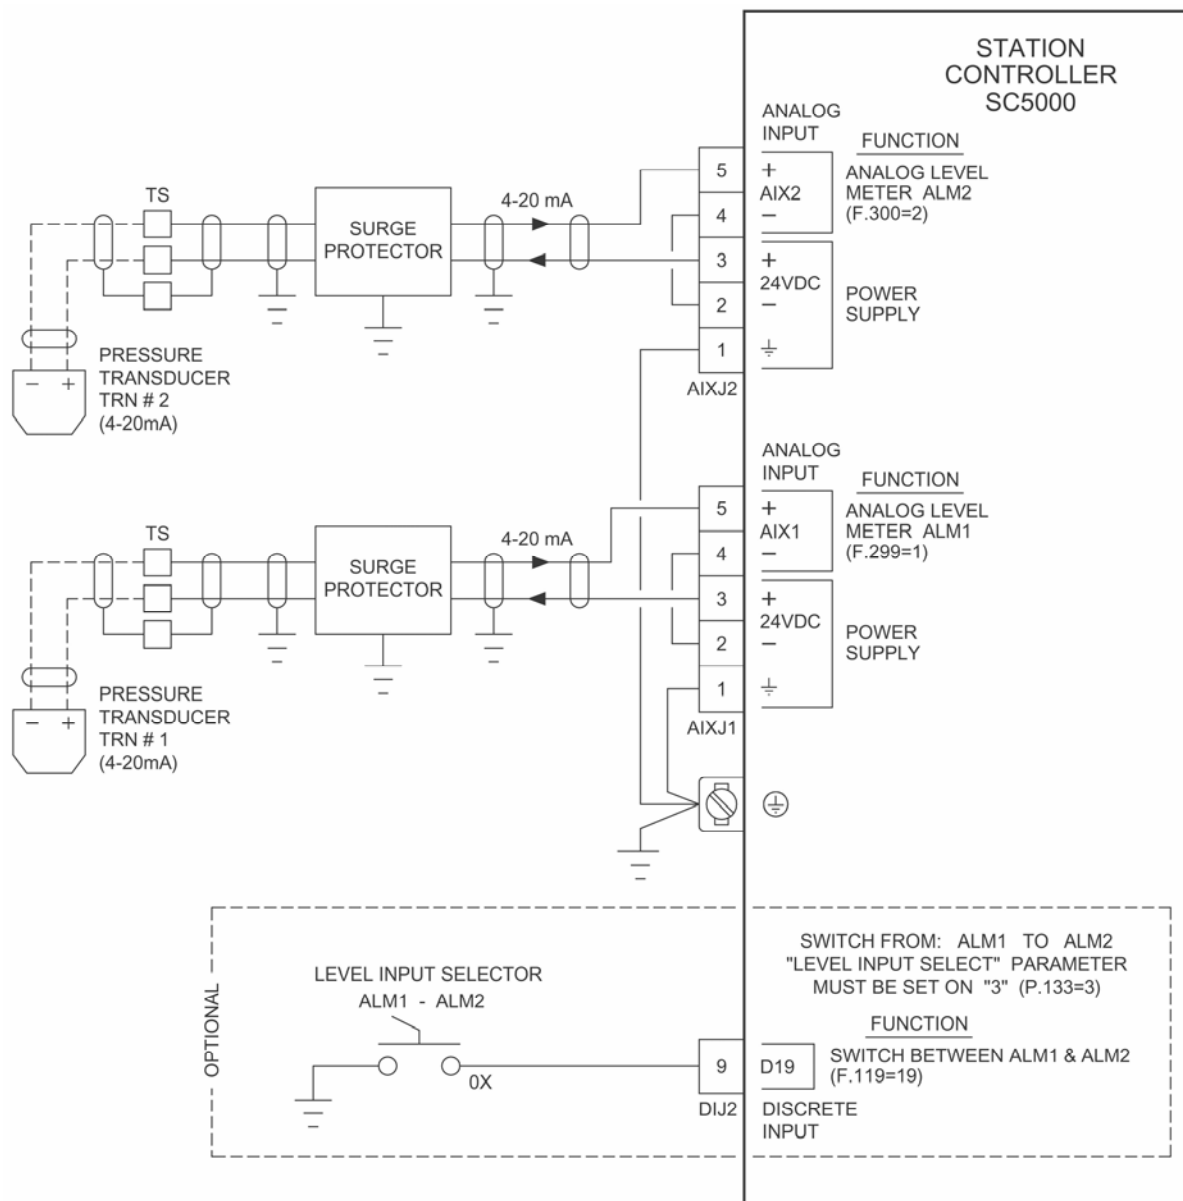 STATION
CONTROLLER
SC5000
ANALOG
INPUT
FUNCTION
5
+
AIX2
ANALOG LEVEL
METER ALM2
(F.300=2)
4
−
3
+
24VDC
POWER
SUPPLY
2
−
1
AIXJ2
TS
SURGE
PROTECTOR
4-20 mA
− +
PRESSURE
TRANSDUCER
TRN # 2
(4-20mA)
ANALOG
INPUT
FUNCTION
5
+
AIX1
ANALOG LEVEL
METER ALM1
(F.299=1)
4
−
3
+
24VDC
POWER
SUPPLY
2
−
1
AIXJ1
TS
SURGE
PROTECTOR
4-20 mA
− +
PRESSURE
TRANSDUCER
TRN # 1
(4-20mA)
OPTIONAL
LEVEL INPUT SELECTOR
ALM1 - ALM2
0X
SWITCH FROM: ALM1 TO ALM2
"LEVEL INPUT SELECT" PARAMETER
MUST BE SET ON "3" (P.133=3)
FUNCTION
9
D19
SWITCH BETWEEN ALM1 & ALM2
(F.119=19)
DIJ2
DISCRETE
INPUT